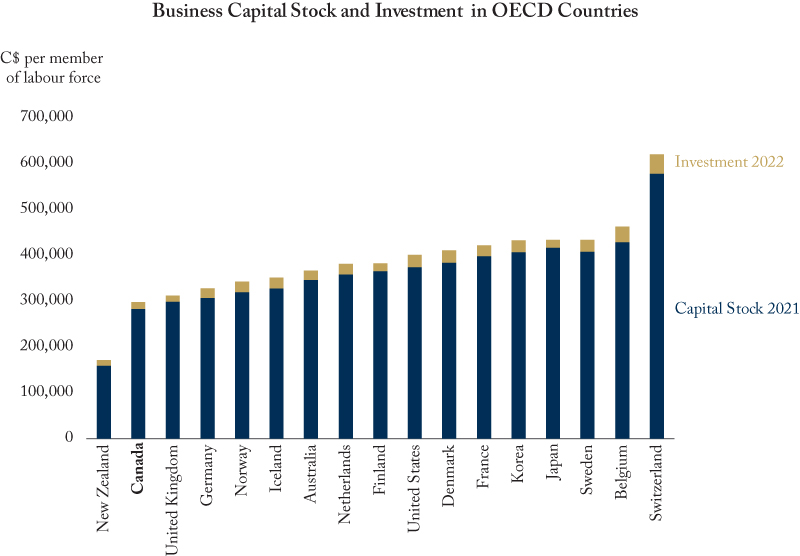 Business Capital Stock and Investment in OECD Countries
C$ per member
of labour force
700,000
600,000
500,000
400,000
300,000
200,000
100,000
0
Investment 2022
Capital Stock 2021
New Zealand
Canada
United Kingdom
Germany
Norway
Iceland
Australia
Netherlands
Finland
United States
Denmark
France
Korea
Japan
Sweden
Belgium
Switzerland